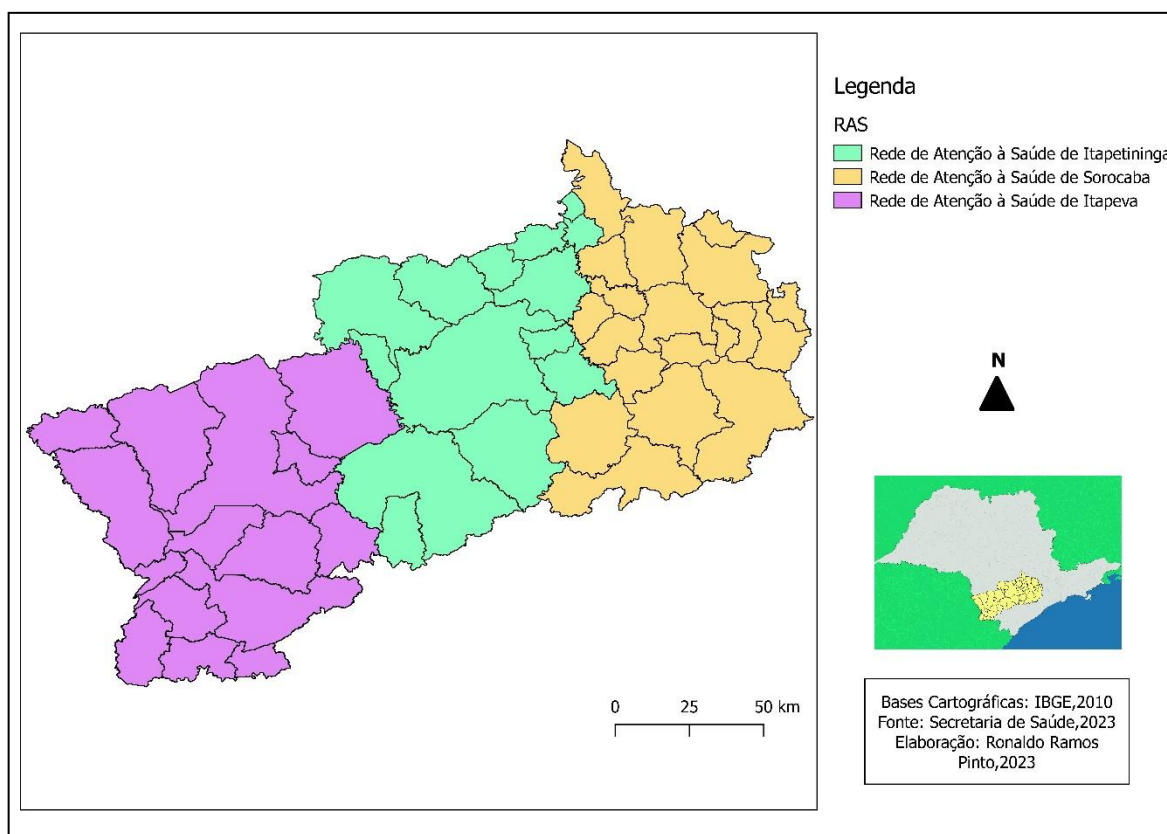 Legenda
RAS
Rede de Atenção à Saúde de Itapetininga
Rede de Atenção à Saúde de Sorocaba
Rede de Atenção à Saúde de Itapeva
N
0 25 50 km
Bases Cartográficas: IBGE,2010
Fonte: Secretaria de Saúde,2023
Elaboração: Ronaldo Ramos
Pinto,2023